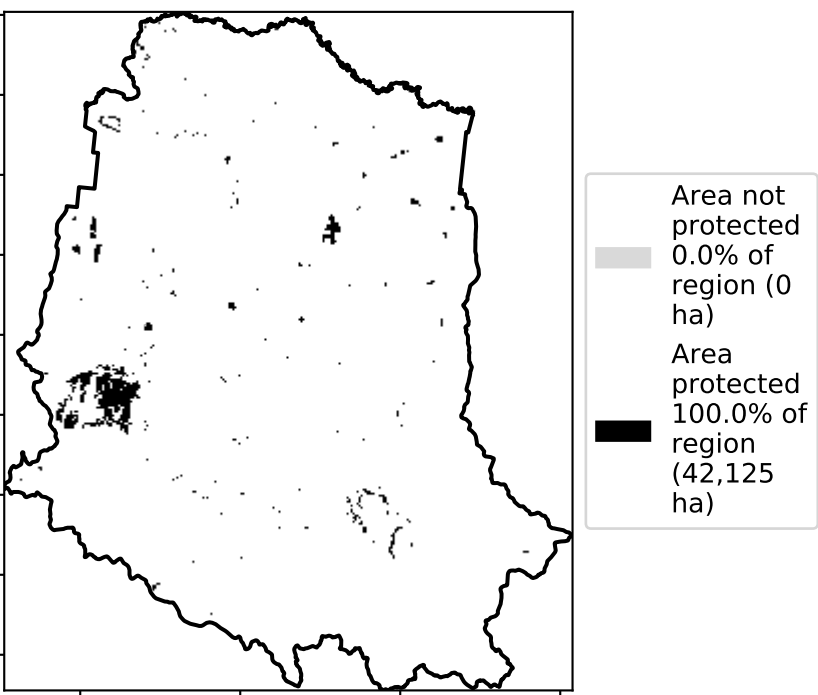 Area not
protected
0.0% of
region (0
ha)
Area
protected
100.0% of
region
(42,125
ha)